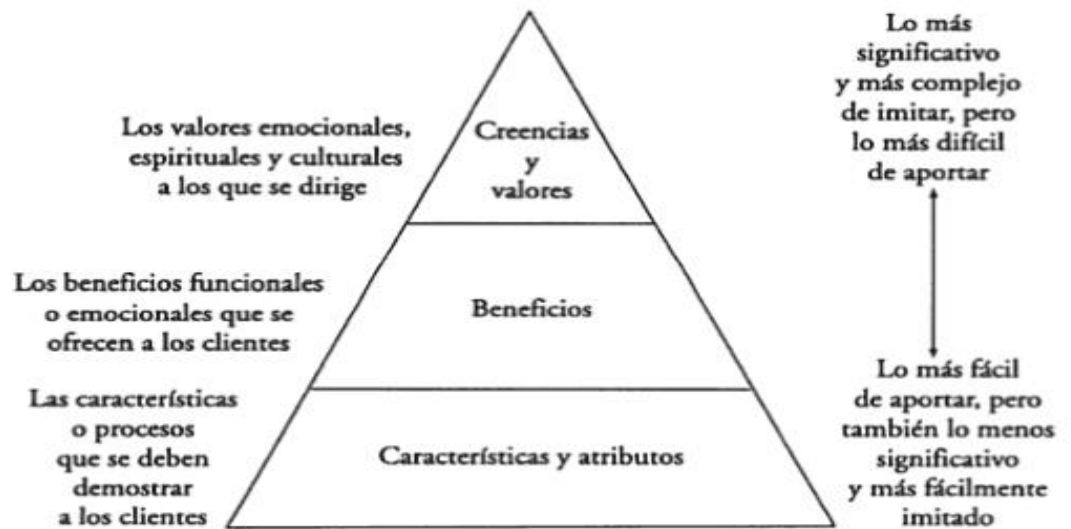 Los valores emocionales,
espirituales y culturales
a los que se dirige
Creencias
y
valores
Lo más
significativo
y más complejo
de imitar, pero
lo más difícil
de aportar
Los beneficios funcionales
o emocionales que se
ofrecen a los clientes
Beneficios
Las características
o procesos
que se deben
demostrar
a los clientes
Características y atributos
Lo más fácil
de aportar, pero
también lo menos
significativo
y más fácilmente
imitado